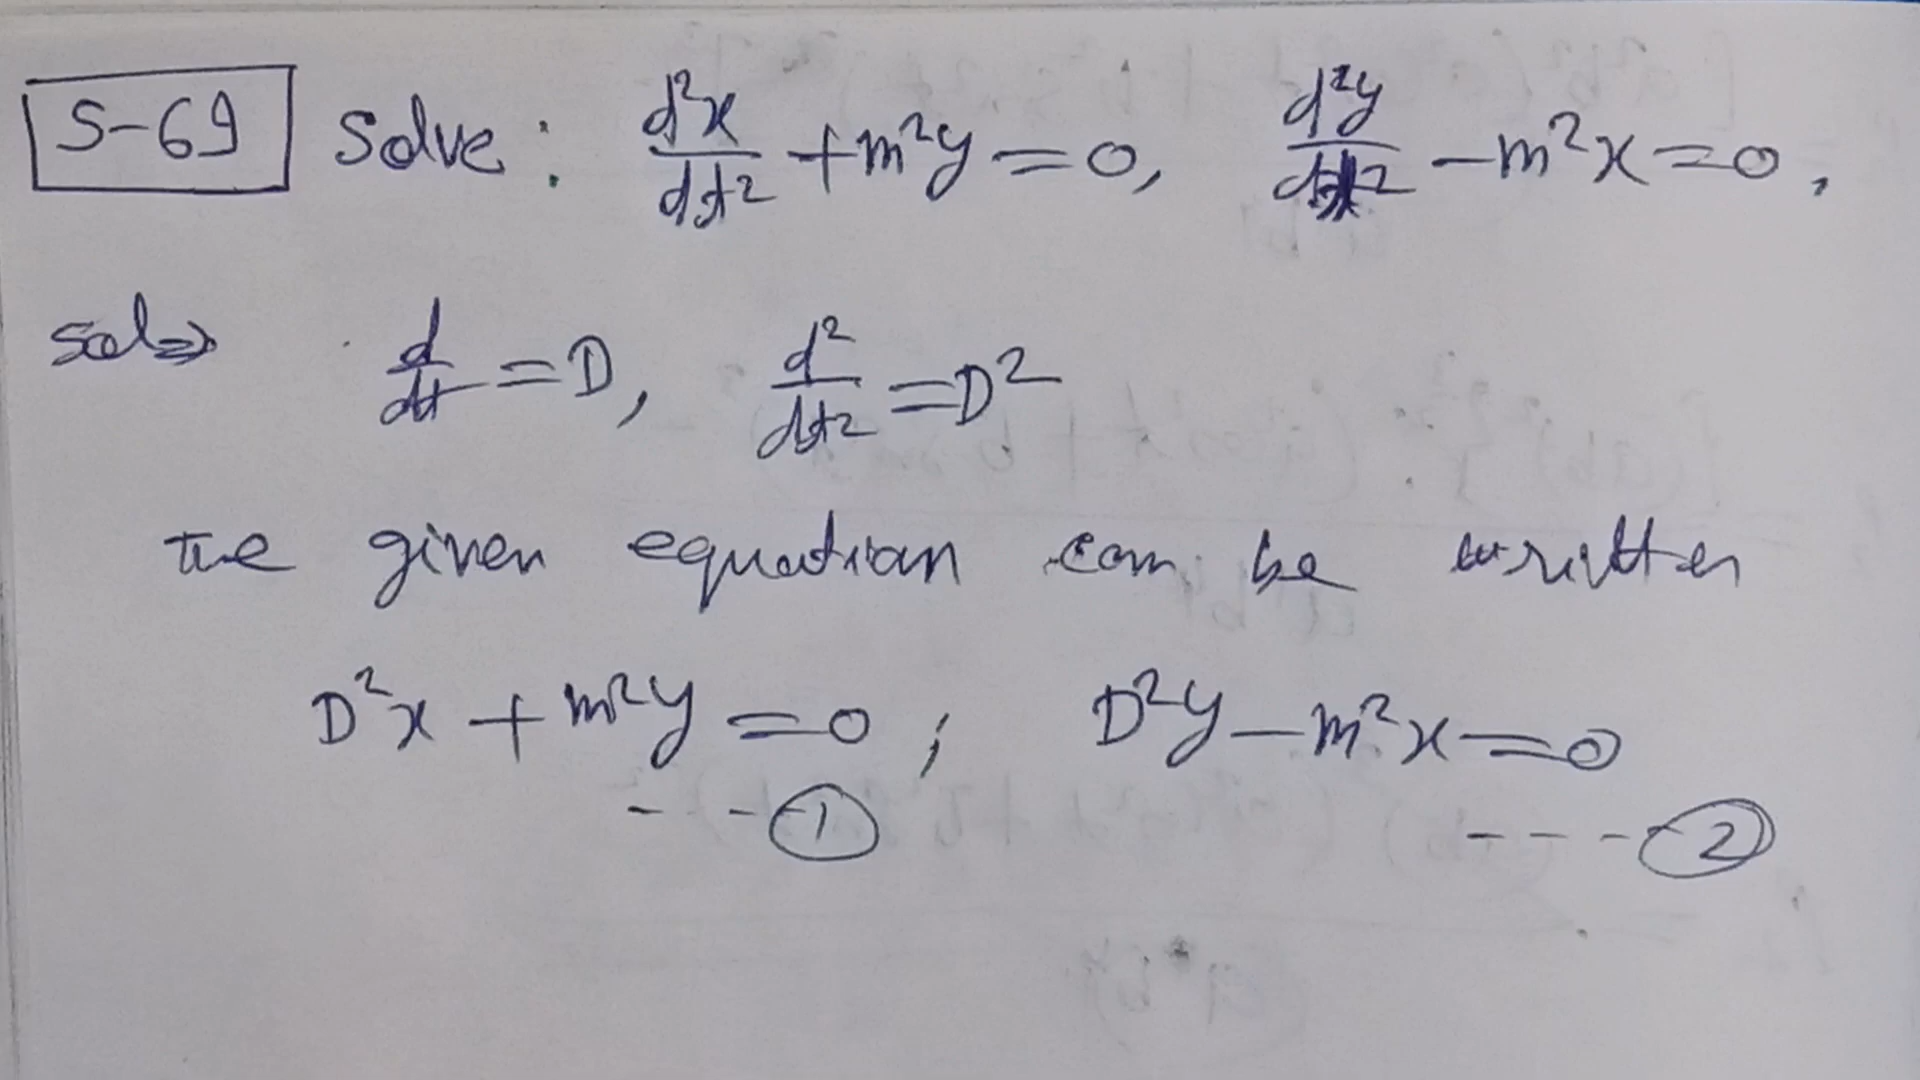 S-69 Solve: d²x/dt² + m²y = 0, d²y/dt² - m²x = 0,
sol⇒ d/dt = D, d²/dt² = D²
The given equation can be written
D²x + m²y = 0 ; D²y - m²x = 0
- - - ① - - - - ②